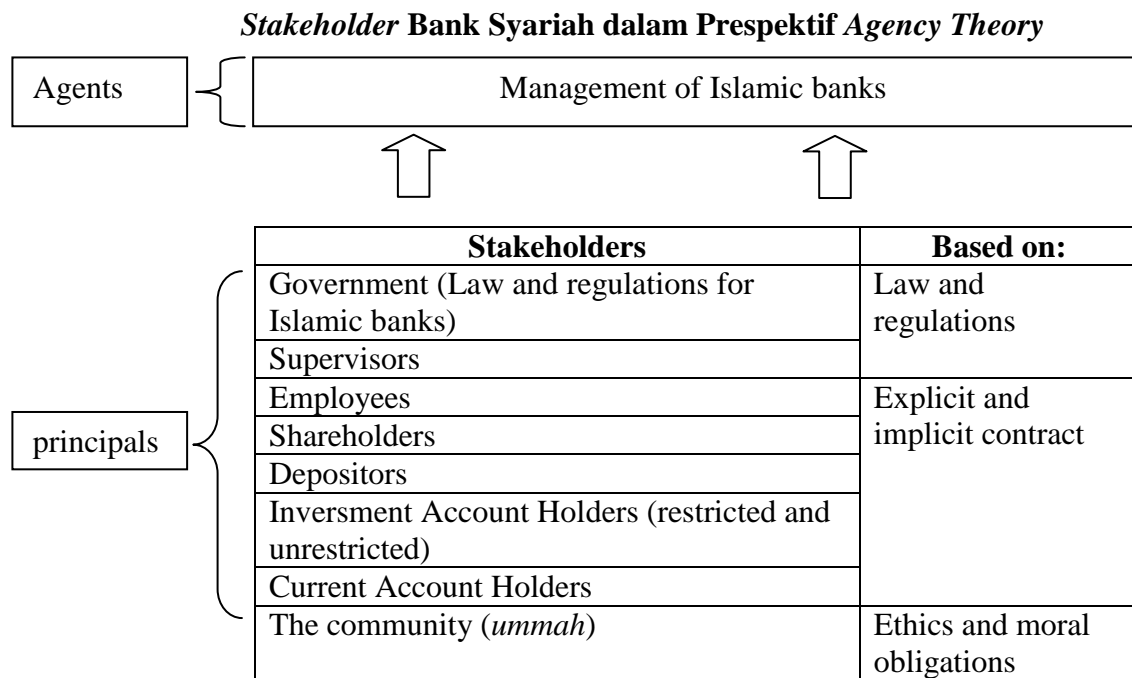 Stakeholder Bank Syariah dalam Prespektif Agency Theory
Agents
Management of Islamic banks
Stakeholders
Based on:
Government (Law and regulations for
Islamic banks)
Law and
regulations
Supervisors
Employees
Explicit and
implicit contract
principals
Shareholders
Depositors
Inversment Account Holders (restricted and
unrestricted)
Current Account Holders
The community (ummah)
Ethics and moral
obligations